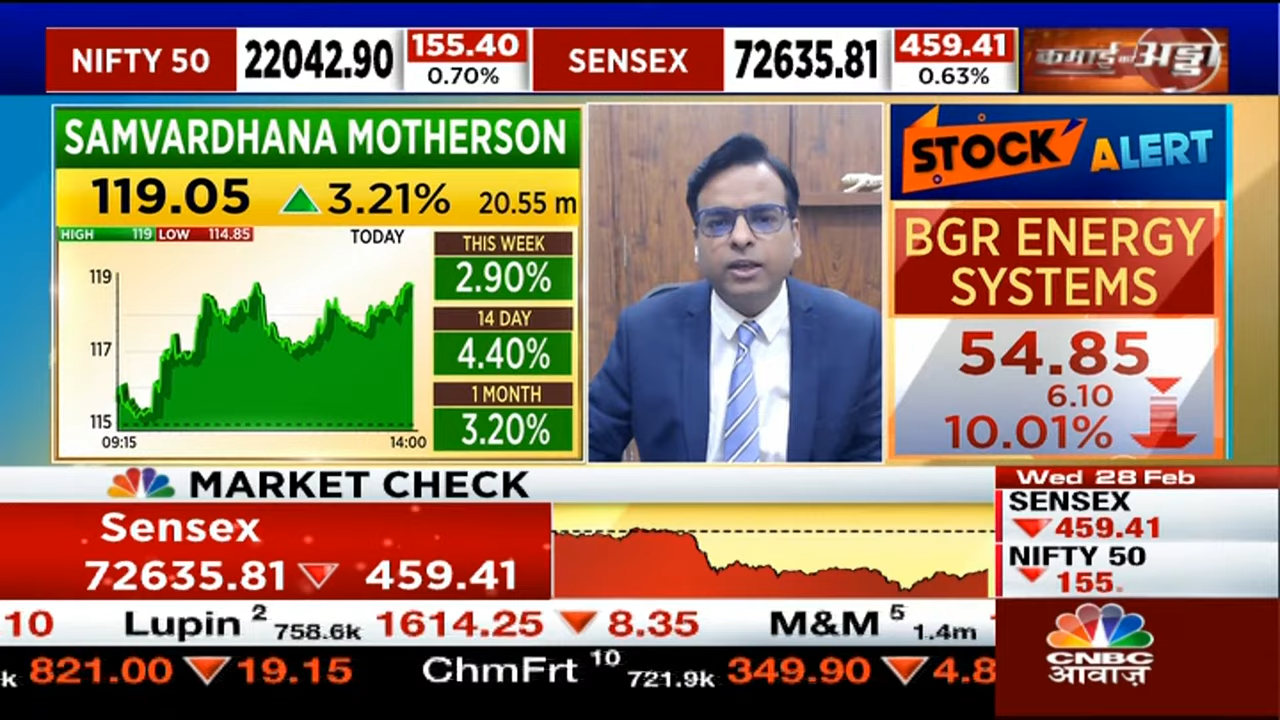 NIFTY 50
22042.90
155.40
0.70%
SENSEX
72635.81
459.41
0.63%
कमाई का अड्डा
SAMVARDHANA MOTHERSON
119.05 3.21% 20.55 m
HIGH 119 LOW 114.85
TODAY
119
117
115
09:15 14:00
THIS WEEK
2.90%
14 DAY
4.40%
1 MONTH
3.20%
STOCK ALERT
BGR ENERGY
SYSTEMS
54.85
6.10
10.01%
MARKET CHECK
Sensex
72635.81 459.41
Wed 28 Feb
SENSEX
459.41
NIFTY 50
155.
10 Lupin 2 758.6k 1614.25 8.35 M&M 5 1.4m
k 821.00 19.15 ChmFrt 10 721.9k 349.90 4.8
CNBC
आवाज़